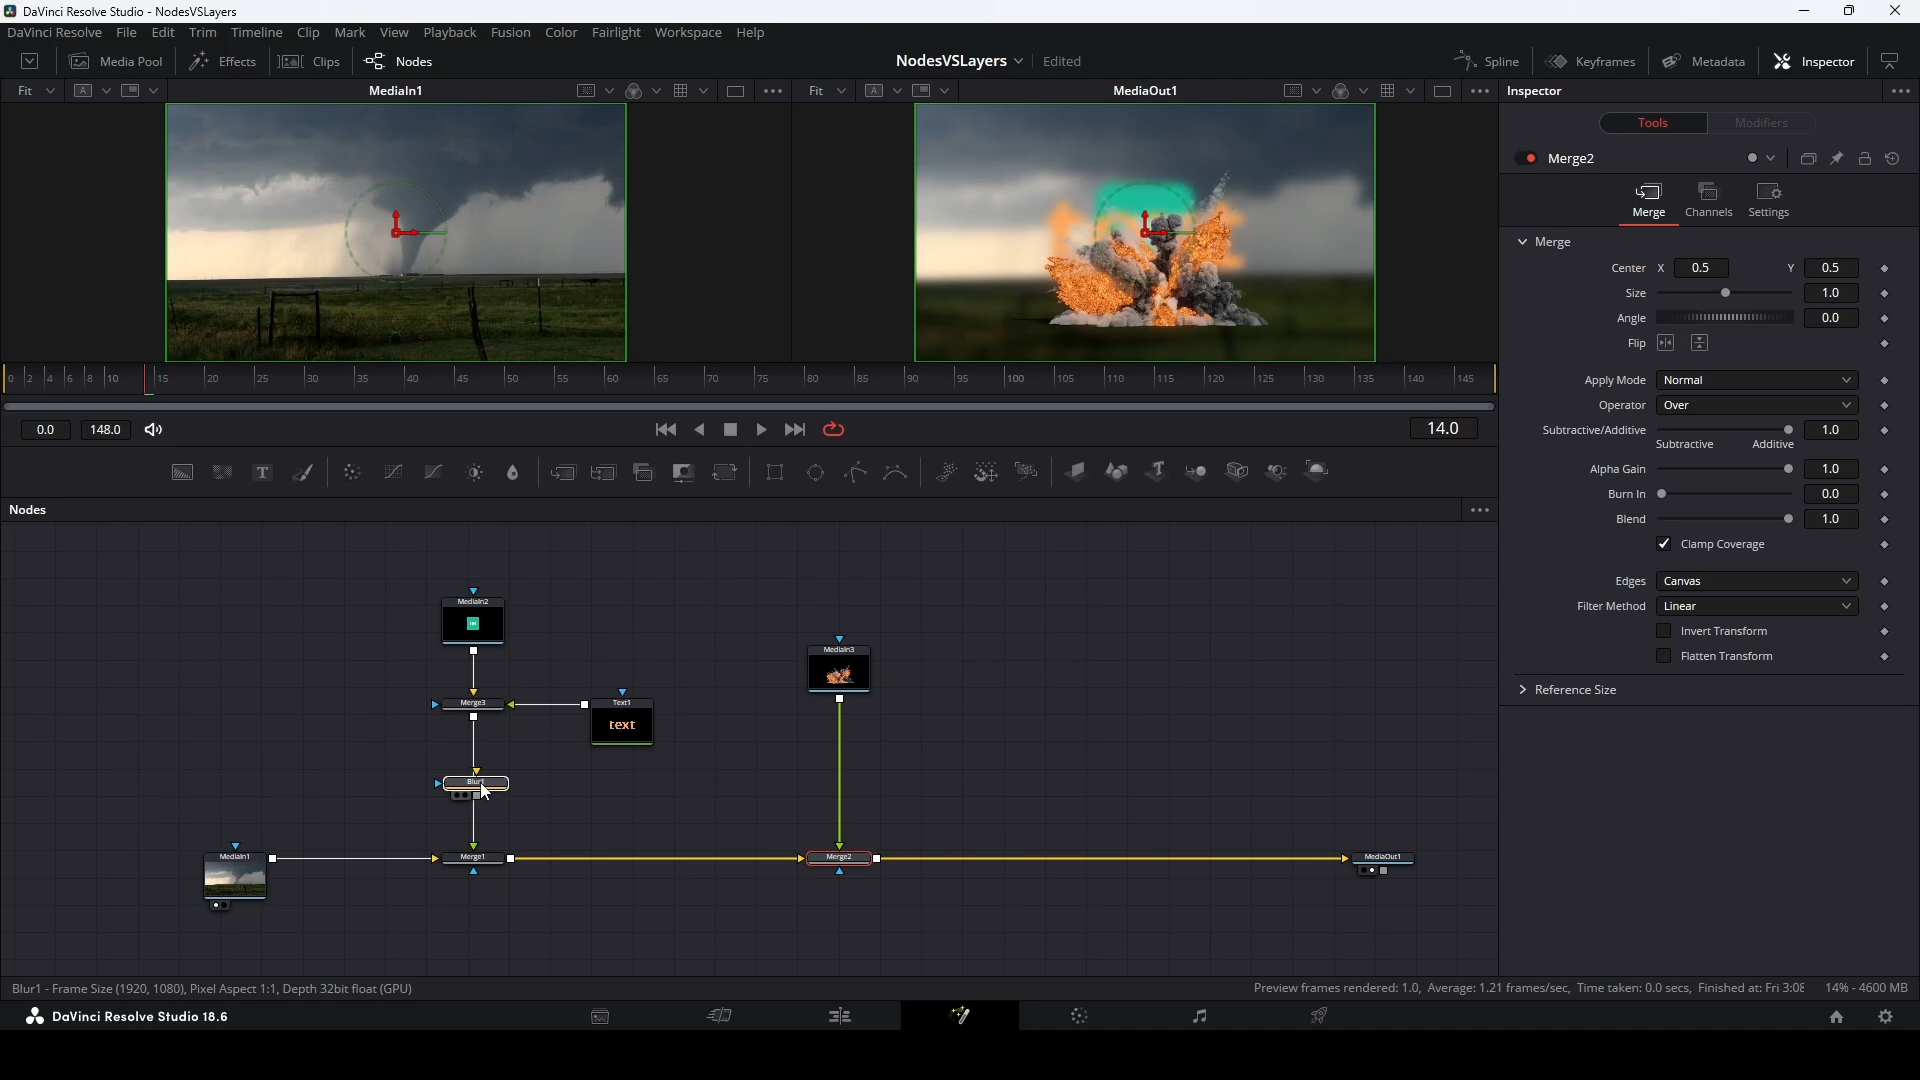 DaVinci Resolve Studio - NodesVSLayers
DaVinci Resolve File Edit Trim Timeline Clip Mark View Playback Fusion Color Fairlight Workspace Help
Media Pool Effects Clips Nodes NodesVSLayers Edited Spline Keyframes Metadata Inspector
Fit A MediaIn1 Fit A MediaOut1 Inspector
Tools Modifiers
Merge2
Merge Channels Settings
Merge
Center X 0.5 Y 0.5
Size 1.0
Angle 0.0
Flip
0 2 4 6 8 10 15 20 25 30 35 40 45 50 55 60 65 70 75 80 85 90 95 100 105 110 115 120 125 130 135 140 145
Apply Mode Normal
Operator Over
0.0 148.0 14.0
Subtractive/Additive 1.0
Subtractive Additive
Alpha Gain 1.0
Burn In 0.0
Blend 1.0
Clamp Coverage
Edges Canvas
Filter Method Linear
Invert Transform
Flatten Transform
Reference Size
Nodes
MediaIn2
MediaIn3
Merge3 Text1
text
Blur1
MediaIn1 Merge1 Merge2 MediaOut1
Blur1 - Frame Size (1920, 1080), Pixel Aspect 1:1, Depth 32bit float (GPU) Preview frames rendered: 1.0, Average: 1.21 frames/sec, Time taken: 0.0 secs, Finished at: Fri 3:08 14% - 4600 MB
DaVinci Resolve Studio 18.6